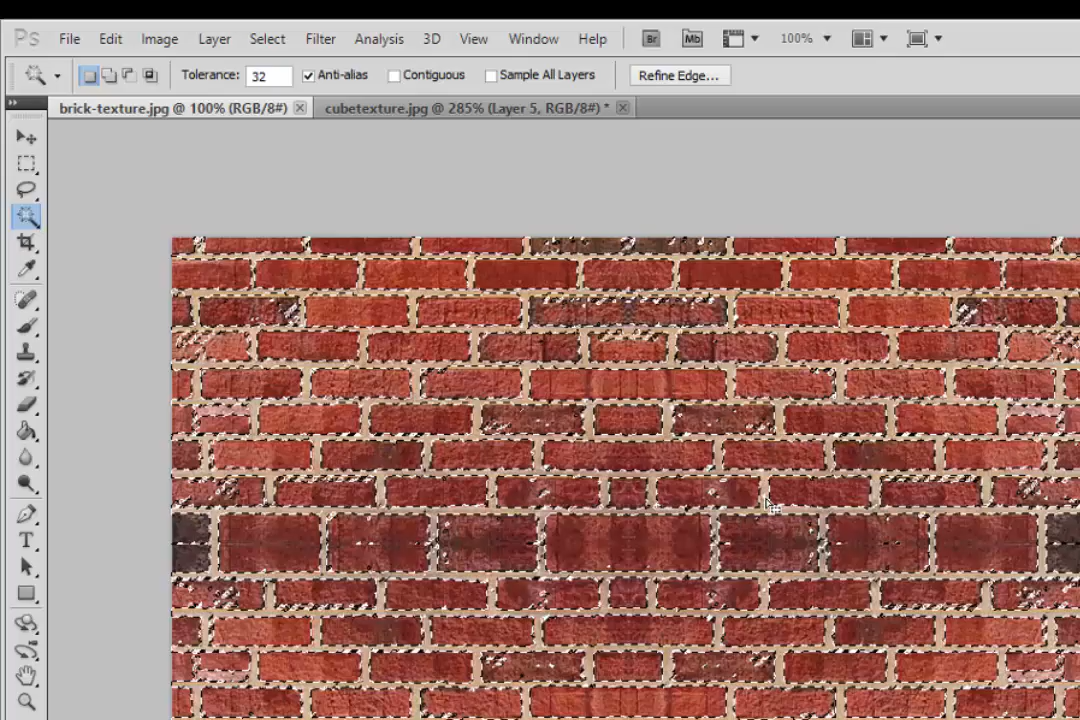 Ps File Edit Image Layer Select Filter Analysis 3D View Window Help Br Mb 100%
Tolerance: 32 Anti-alias Contiguous Sample All Layers Refine Edge...
brick-texture.jpg @ 100% (RGB/8#) cubetexture.jpg @ 285% (Layer 5, RGB/8#) *
T